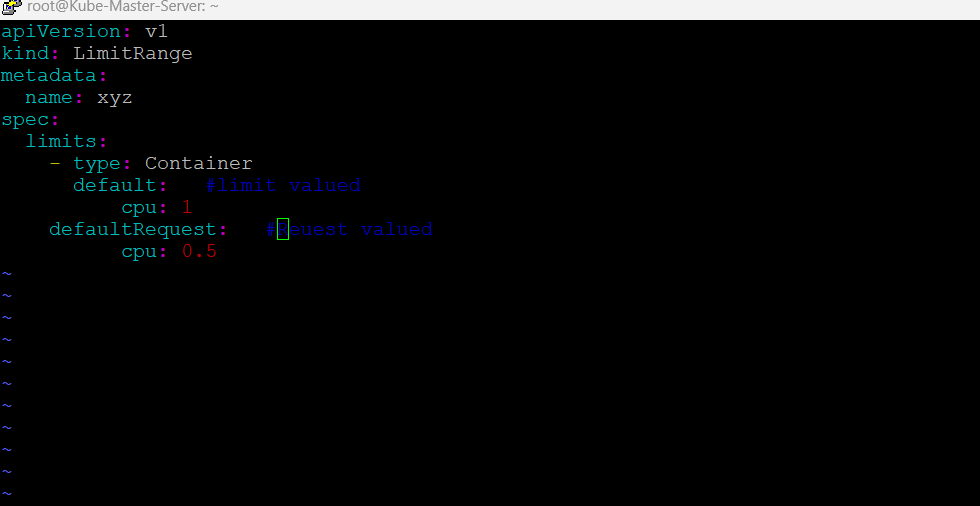 root@Kube-Master-Server: ~
apiVersion: v1
kind: LimitRange
metadata:
  name: xyz
spec:
  limits:
    - type: Container
      default:   #limit valued
          cpu: 1
    defaultRequest:   #Reuest valued
          cpu: 0.5
~
~
~
~
~
~
~
~
~
~
~